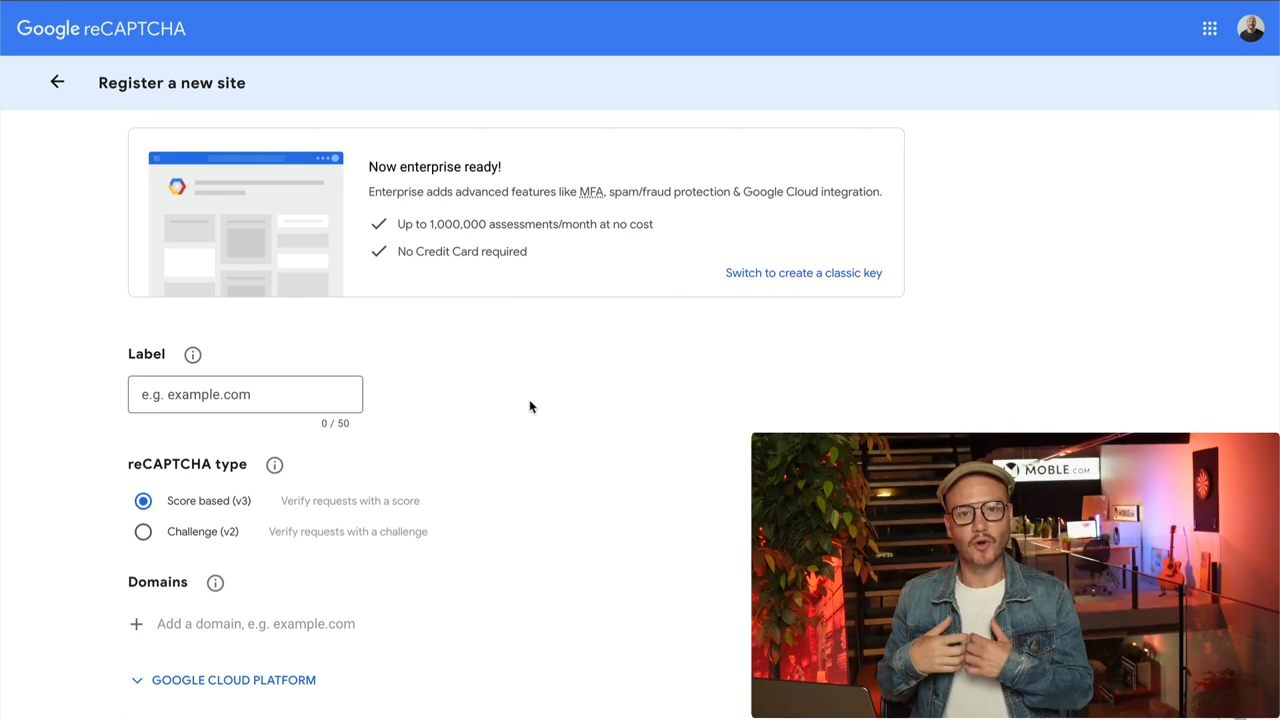 Google reCAPTCHA
Register a new site
Now enterprise ready!
Enterprise adds advanced features like MFA, spam/fraud protection & Google Cloud integration.
Up to 1,000,000 assessments/month at no cost
No Credit Card required
Switch to create a classic key
Label
e.g. example.com
0 / 50
reCAPTCHA type
Score based (v3) Verify requests with a score
Challenge (v2) Verify requests with a challenge
Domains
Add a domain, e.g. example.com
GOOGLE CLOUD PLATFORM
MOBLE.COM
MOBLE.COM